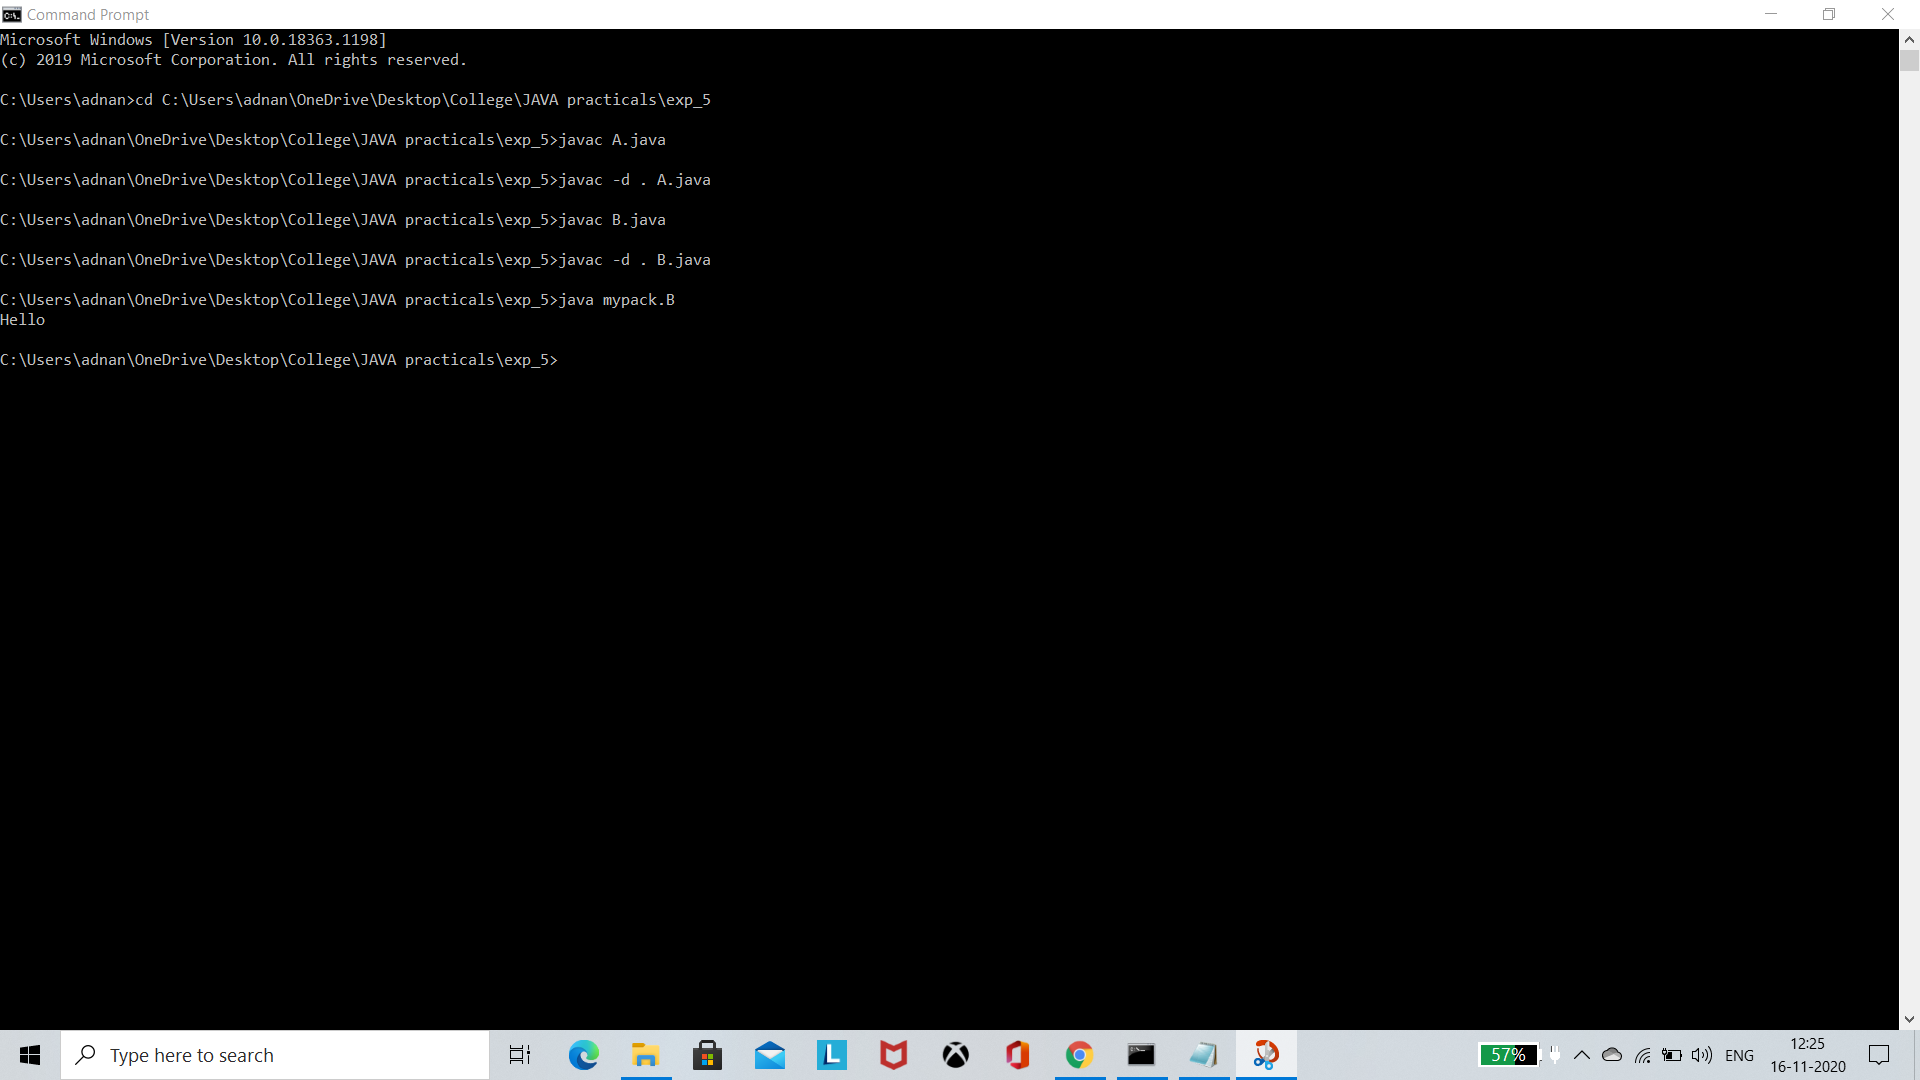 Command Prompt
Microsoft Windows [Version 10.0.18363.1198]
(c) 2019 Microsoft Corporation. All rights reserved.
C:\Users\adnan>cd C:\Users\adnan\OneDrive\Desktop\College\JAVA practicals\exp_5
C:\Users\adnan\OneDrive\Desktop\College\JAVA practicals\exp_5>javac A.java
C:\Users\adnan\OneDrive\Desktop\College\JAVA practicals\exp_5>javac -d . A.java
C:\Users\adnan\OneDrive\Desktop\College\JAVA practicals\exp_5>javac B.java
C:\Users\adnan\OneDrive\Desktop\College\JAVA practicals\exp_5>javac -d . B.java
C:\Users\adnan\OneDrive\Desktop\College\JAVA practicals\exp_5>java mypack.B
Hello
C:\Users\adnan\OneDrive\Desktop\College\JAVA practicals\exp_5>
Type here to search
L
57%
ENG
12:25
16-11-2020